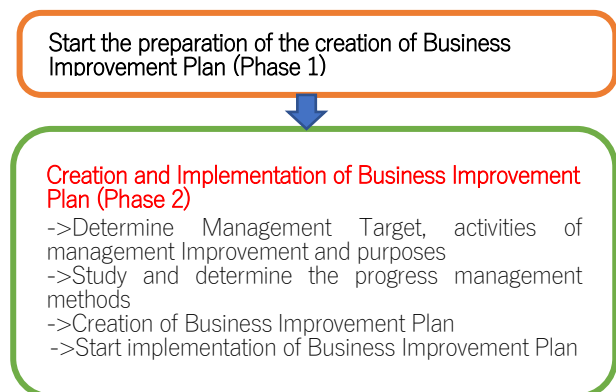 Start the preparation of the creation of Business
Improvement Plan (Phase 1)
Creation and Implementation of Business Improvement
Plan (Phase 2)
->Determine Management Target, activities of
management Improvement and purposes
->Study and determine the progress management
methods
->Creation of Business Improvement Plan
->Start implementation of Business Improvement Plan